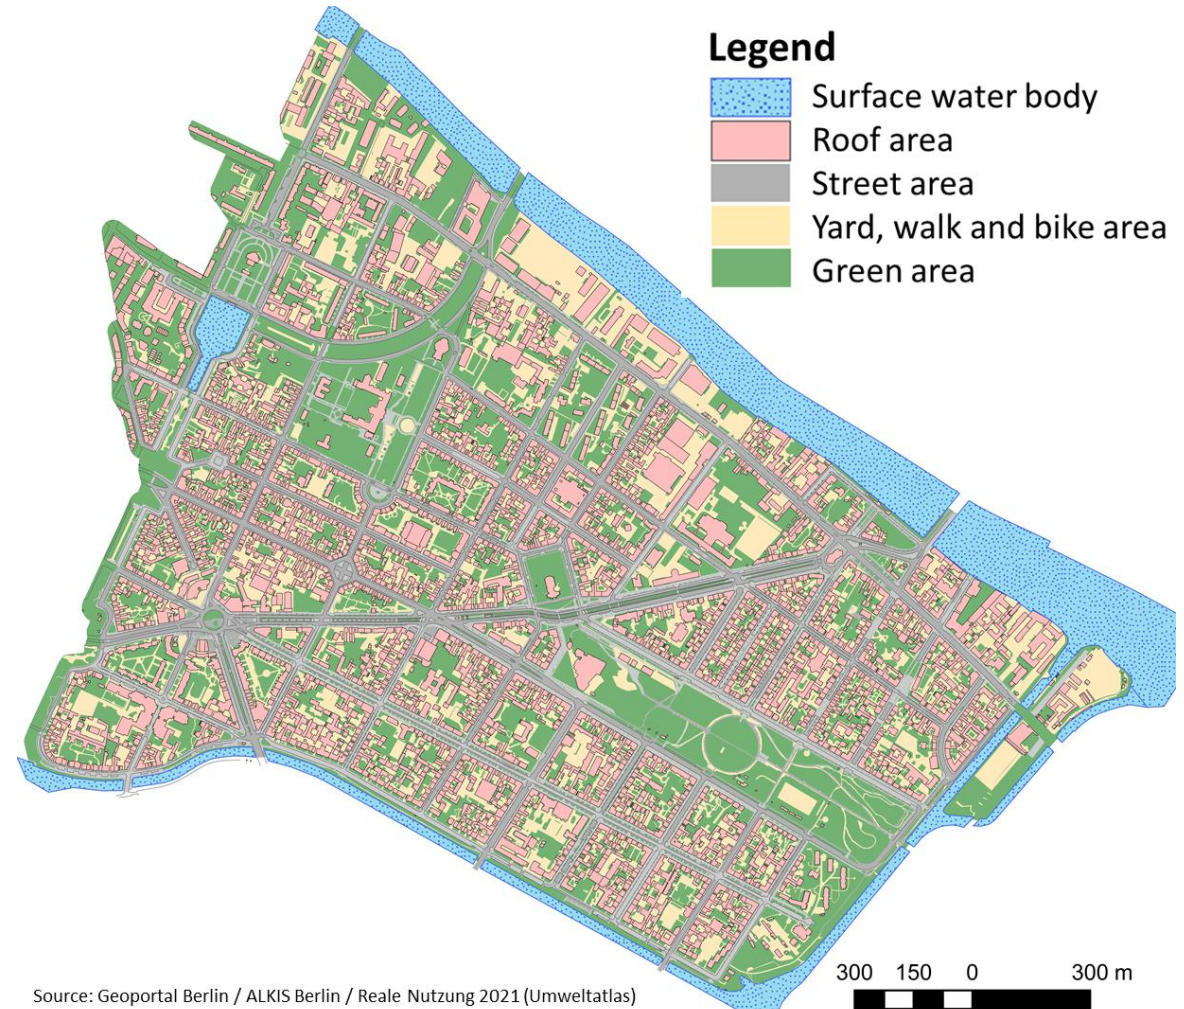 Legend
Surface water body
Roof area
Street area
Yard, walk and bike area
Green area
300 150 0 300 m
Source: Geoportal Berlin / ALKIS Berlin / Reale Nutzung 2021 (Umweltatlas)